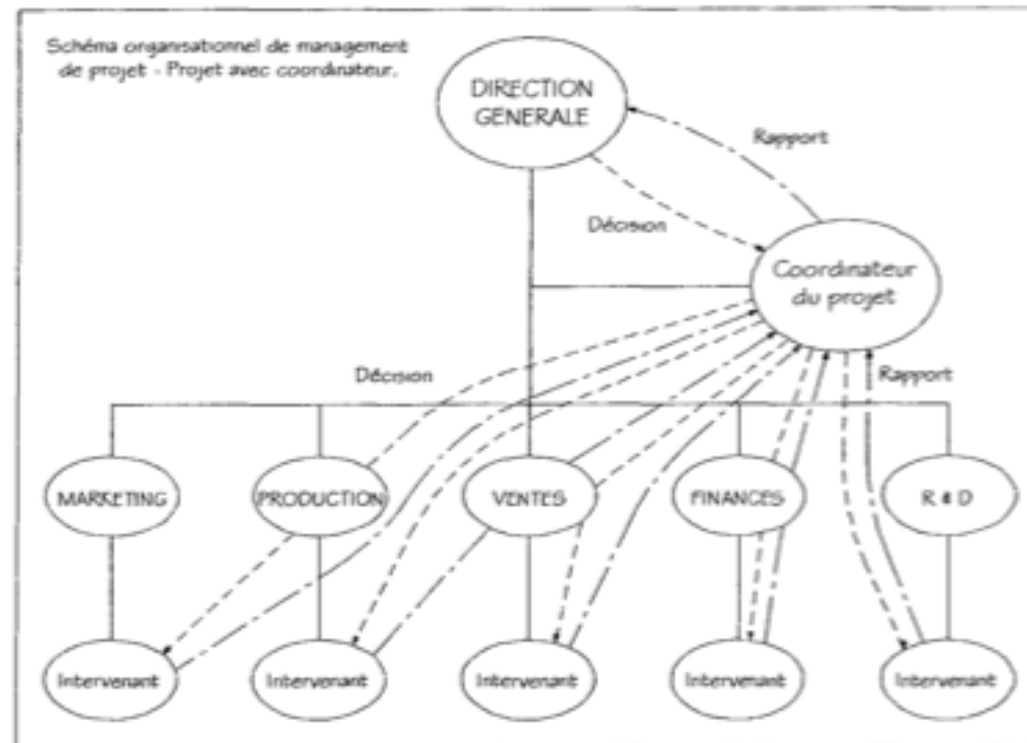 Schéma organisationnel de management
de projet - Projet avec coordinateur.
DIRECTION
GENERALE
Rapport
Décision
Coordinateur
du projet
Décision
Rapport
MARKETING
PRODUCTION
VENTES
FINANCES
R & D
Intervenant
Intervenant
Intervenant
Intervenant
Intervenant